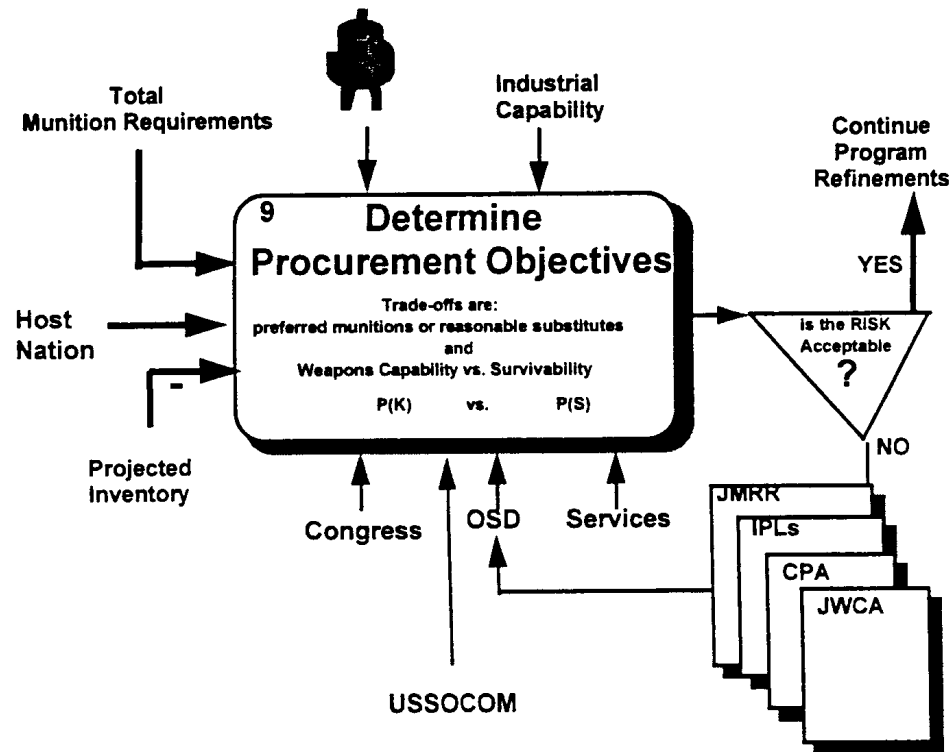 Total
Munition Requirements
Industrial
Capability
Continue
Program
Refinements
9
Determine
Procurement Objectives
Trade-offs are:
preferred munitions or reasonable substitutes
and
Weapons Capability vs. Survivability
P(K) vs. P(S)
Host
Nation
-
Projected
Inventory
YES
is the RISK
Acceptable
?
NO
Congress
OSD
Services
USSOCOM
JMRR
IPLs
CPA
JWCA